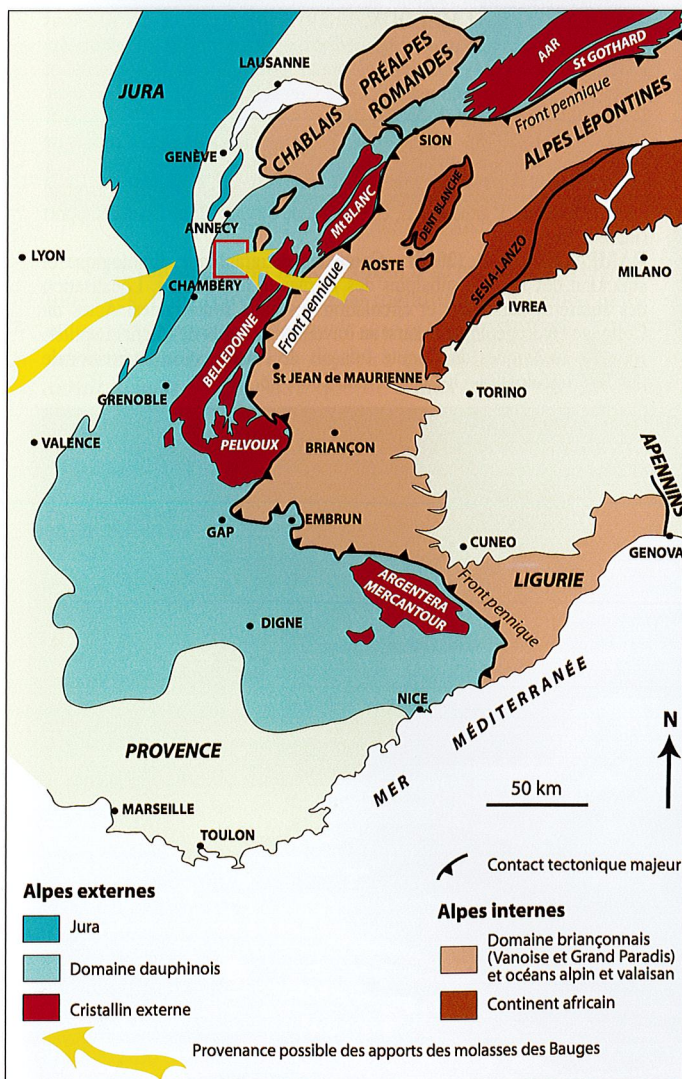 LAUSANNE
JURA
PRÉALPES
ROMANDES
CHABLAIS
AAR
St GOTHARD
Front pennique
ALPES LÉPONTINES
SION
GENÈVE
Mt BLANC
DENT BLANCHE
ANNECY
LYON
AOSTE
SESIA-LANZO
MILANO
CHAMBÉRY
Front pennique
IVREA
BELLEDONNE
St JEAN de MAURIENNE
TORINO
GRENOBLE
VALENCE
PELVOUX
BRIANÇON
APENNINS
GAP
EMBRUN
CUNEO
GENOVA
LIGURIE
ARGENTERA
MERCANTOUR
Front pennique
DIGNE
NICE
MER MÉDITERRANÉE
N
PROVENCE
50 km
MARSEILLE
TOULON
Contact tectonique majeur
Alpes externes
Jura
Domaine dauphinois
Cristallin externe
Alpes internes
Domaine briançonnais
(Vanoise et Grand Paradis)
et océans alpin et valaisan
Continent africain
Provenance possible des apports des molasses des Bauges